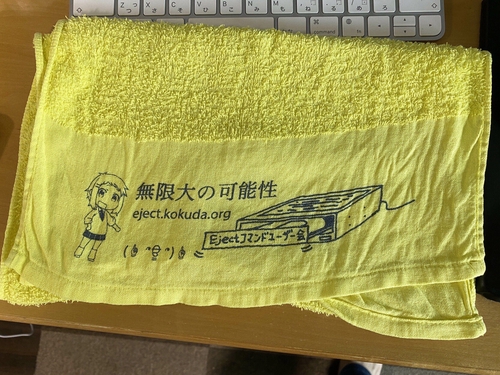 無限大の可能性
eject.kokuda.org
Ejectコマンドユーザー会
command